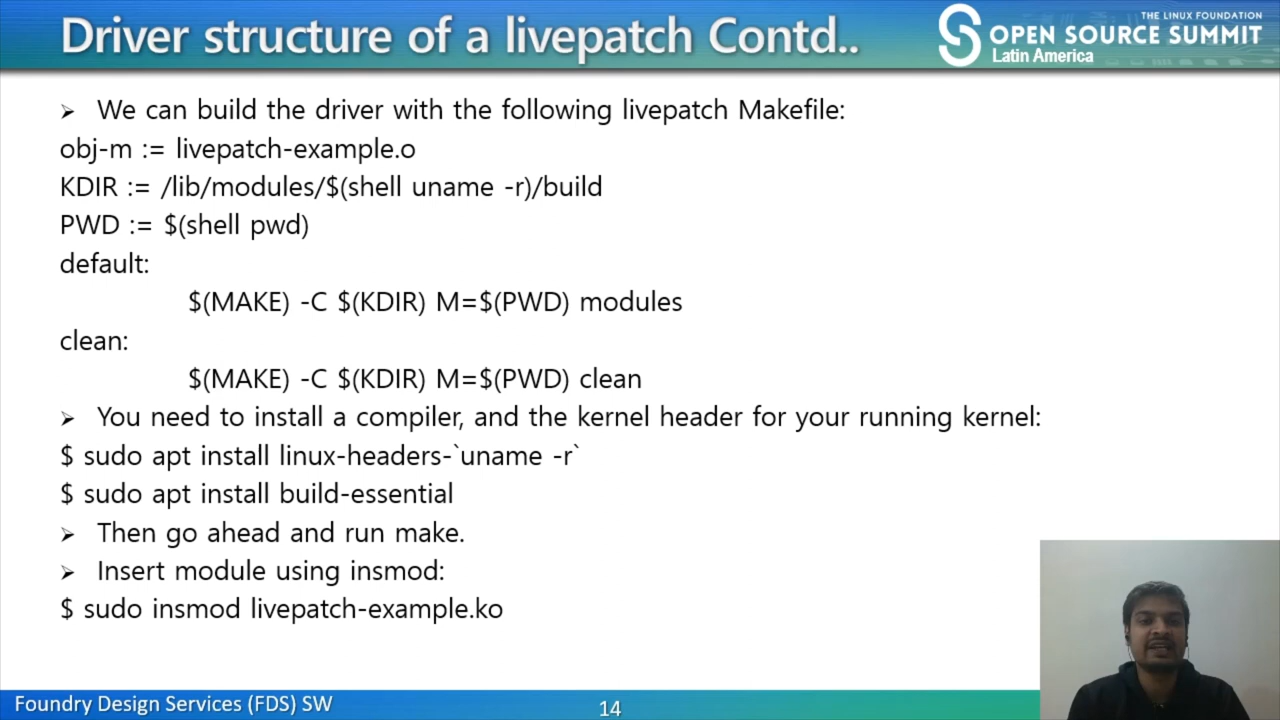 Driver structure of a livepatch Contd..
THE LINUX FOUNDATION
OPEN SOURCE SUMMIT
Latin America
➢ We can build the driver with the following livepatch Makefile:
obj-m := livepatch-example.o
KDIR := /lib/modules/$(shell uname -r)/build
PWD := $(shell pwd)
default:
$(MAKE) -C $(KDIR) M=$(PWD) modules
clean:
$(MAKE) -C $(KDIR) M=$(PWD) clean
➢ You need to install a compiler, and the kernel header for your running kernel:
$ sudo apt install linux-headers-`uname -r`
$ sudo apt install build-essential
➢ Then go ahead and run make.
➢ Insert module using insmod:
$ sudo insmod livepatch-example.ko
Foundry Design Services (FDS) SW
14